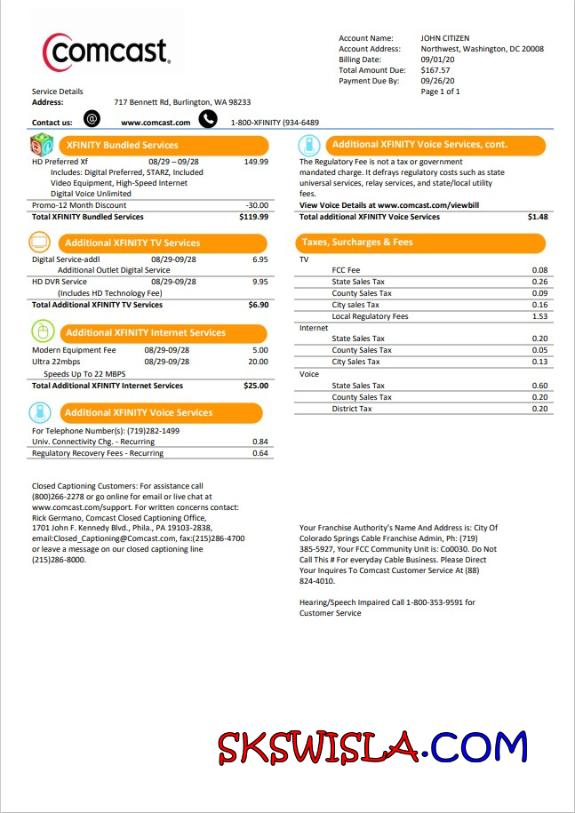 comcast.
Account Name: JOHN CITIZEN
Account Address: Northwest, Washington, DC 20008
Billing Date: 09/01/20
Total Amount Due: $167.57
Payment Due By: 09/26/20
Page 1 of 1
Service Details
Address: 717 Bennett Rd, Burlington, WA 98233
Contact us: @ www.comcast.com 1-800-XFINITY (934-6489
XFINITY Bundled Services
HD Preferred Xf 08/29 – 09/28 149.99
Includes: Digital Preferred, STARZ, Included
Video Equipment, High-Speed Internet
Digital Voice Unlimited
Promo-12 Month Discount -30.00
Total XFINITY Bundled Services $119.99
Additional XFINITY TV Services
Digital Service-addl 08/29-09/28 6.95
Additional Outlet Digital Service
HD DVR Service 08/29-09/28 9.95
(Includes HD Technology Fee)
Total Additional XFINITY TV Services $6.90
Additional XFINITY Internet Services
Modern Equipment Fee 08/29-09/28 5.00
Ultra 22mbps 08/29-09/28 20.00
Speeds Up To 22 MBPS
Total Additional XFINITY Internet Services $25.00
Additional XFINITY Voice Services
For Telephone Number(s): (719)282-1499
Univ. Connectivity Chg. - Recurring 0.84
Regulatory Recovery Fees - Recurring 0.64
Closed Captioning Customers: For assistance call
(800)266-2278 or go online for email or live chat at
www.comcast.com/support. For written concerns contact:
Rick Germano, Comcast Closed Captioning Office,
1701 John F. Kennedy Blvd., Phila., PA 19103-2838,
email:Closed_Captioning@Comcast.com, fax:(215)286-4700
or leave a message on our closed captioning line
(215)286-8000.
Additional XFINITY Voice Services, cont.
The Regulatory Fee is not a tax or government
mandated charge. It defrays regulatory costs such as state
universal services, relay services, and state/local utility
fees.
View Voice Details at www.comcast.com/viewbill
Total additional XFINITY Voice Services $1.48
Taxes, Surcharges & Fees
TV
FCC Fee 0.08
State Sales Tax 0.26
County Sales Tax 0.09
City sales Tax 0.16
Local Regulatory Fees 1.53
Internet
State Sales Tax 0.20
County Sales Tax 0.05
City Sales Tax 0.13
Voice
State Sales Tax 0.60
County Sales Tax 0.20
District Tax 0.20
Your Franchise Authority's Name And Address is: City Of
Colorado Springs Cable Franchise Admin, Ph: (719)
385-5927, Your FCC Community Unit is: Co0030. Do Not
Call This # For everyday Cable Business. Please Direct
Your Inquires To Comcast Customer Service At (88)
824-4010.
Hearing/Speech Impaired Call 1-800-353-9591 for
Customer Service
SKSWISLA.COM